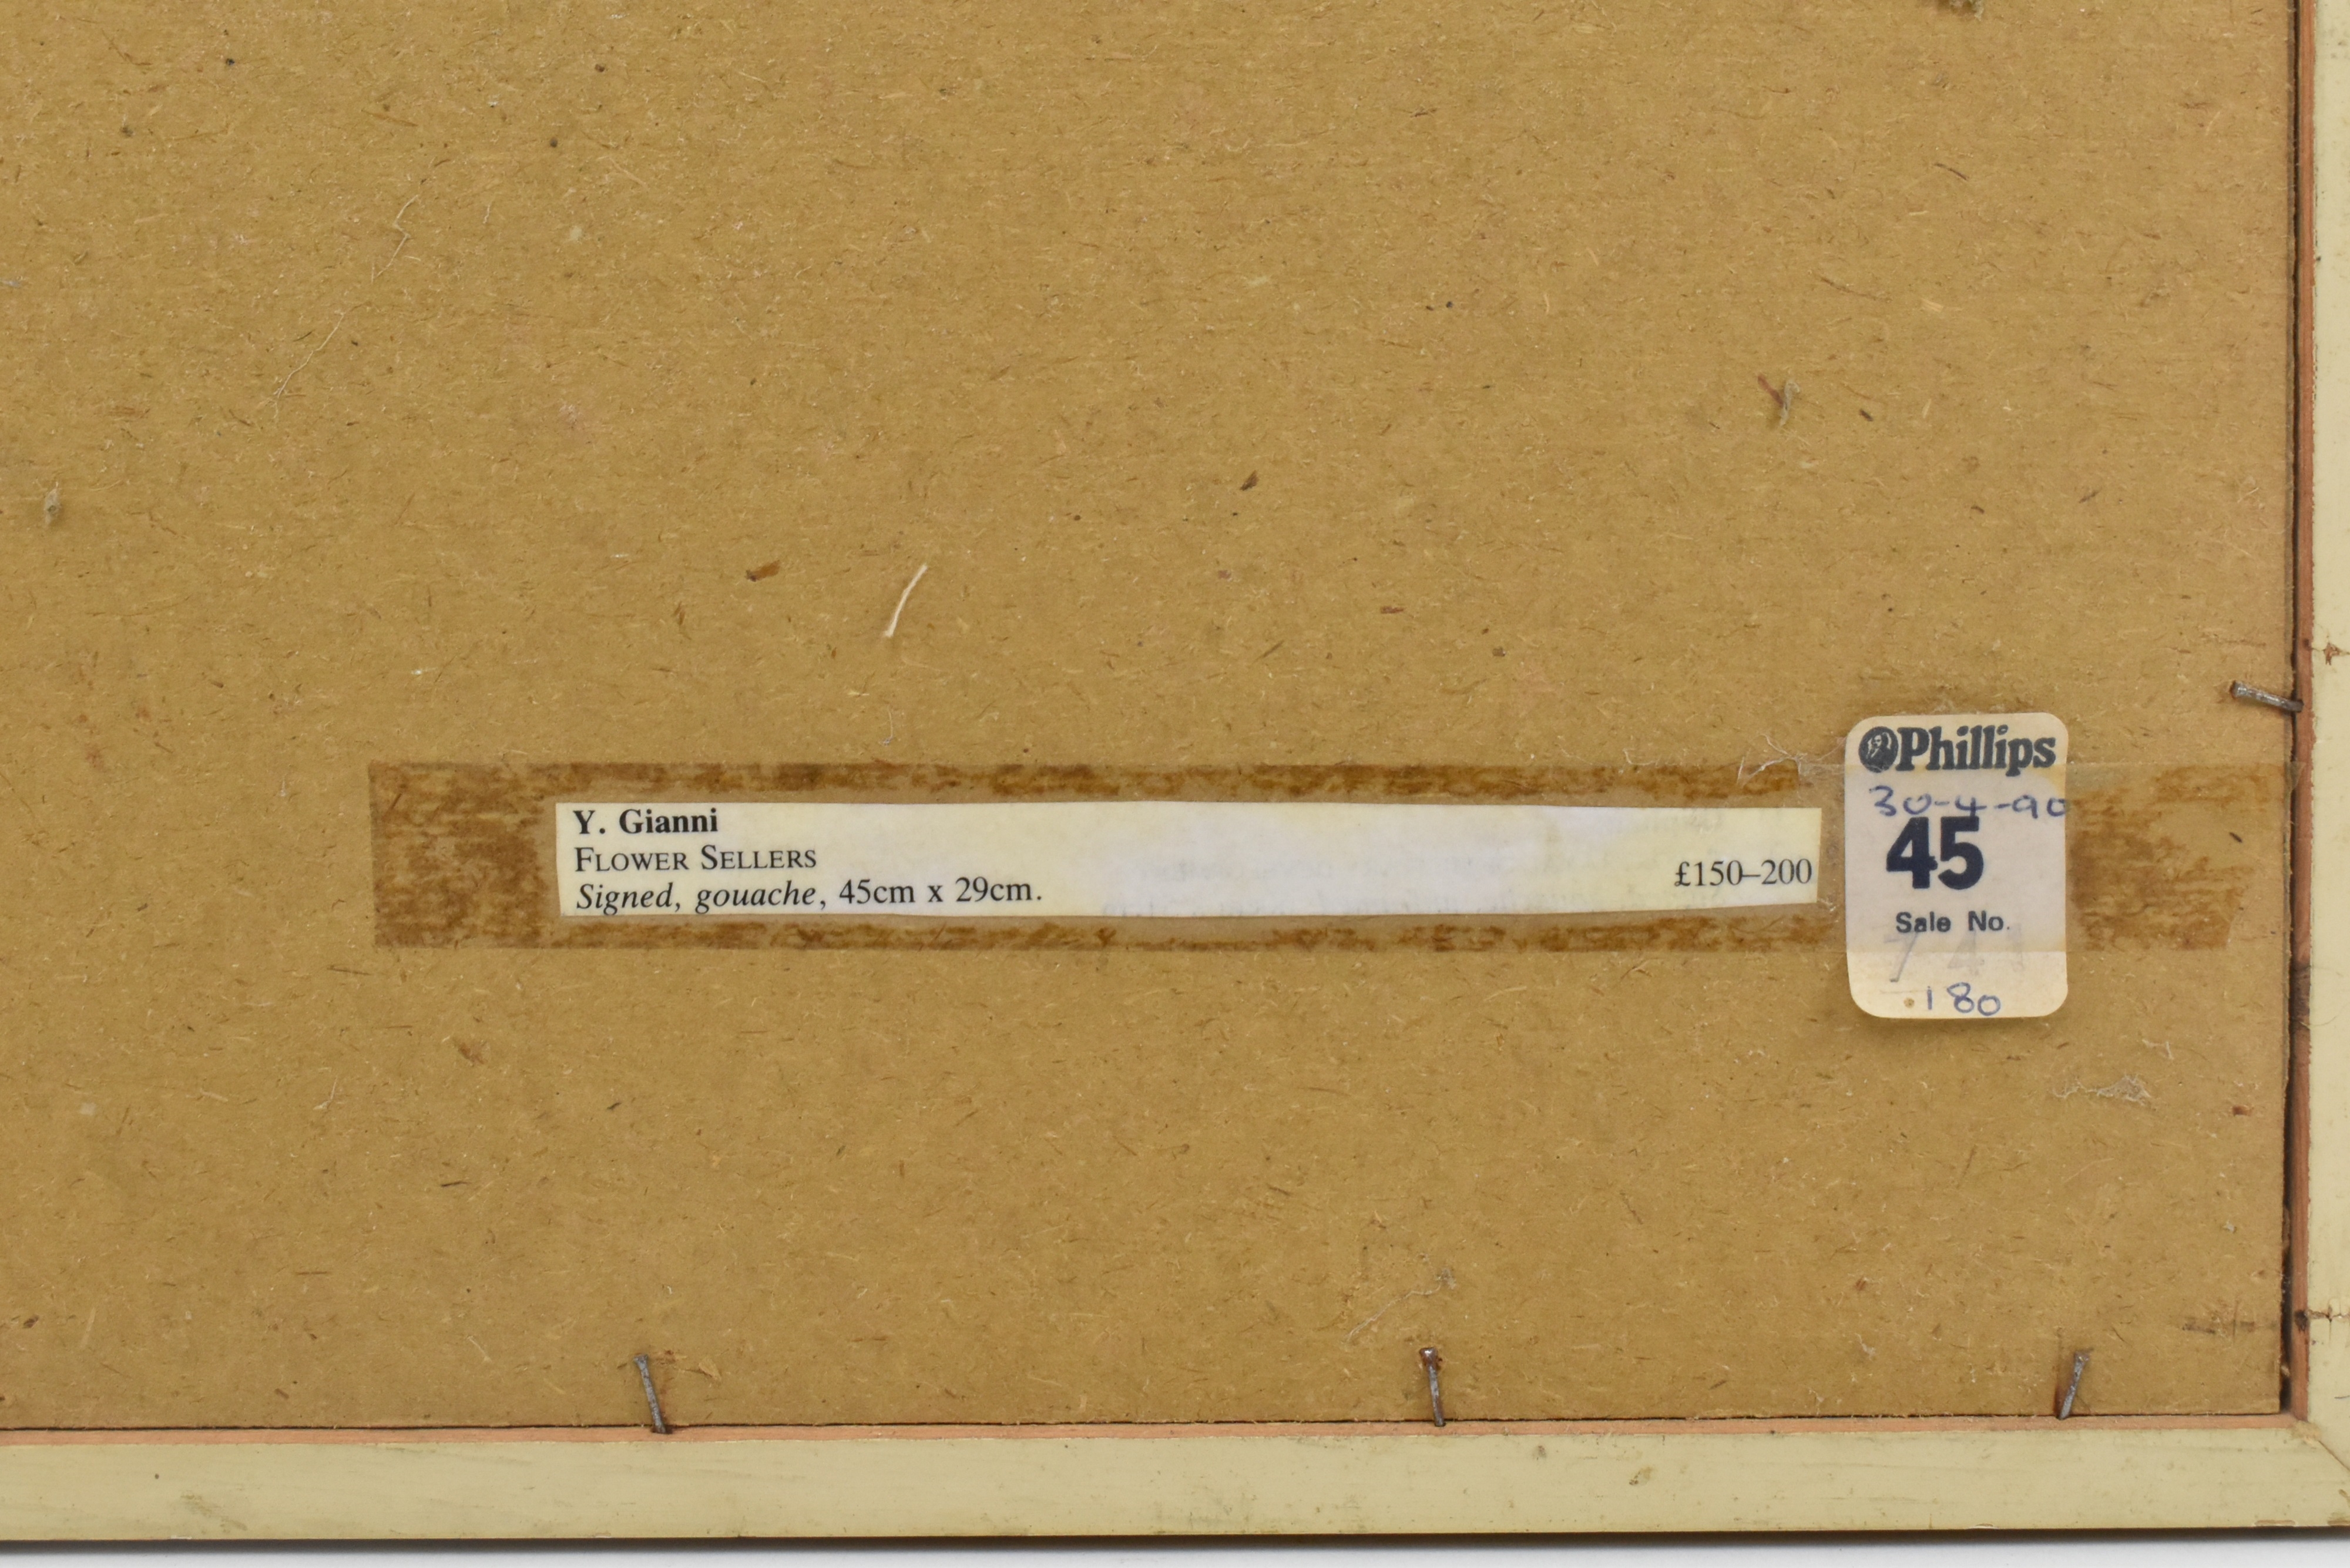 Y. Gianni
FLOWER SELLERS
Signed, gouache, 45cm x 29cm.
£150–200
Phillips
30-4-90
45
Sale No.
180